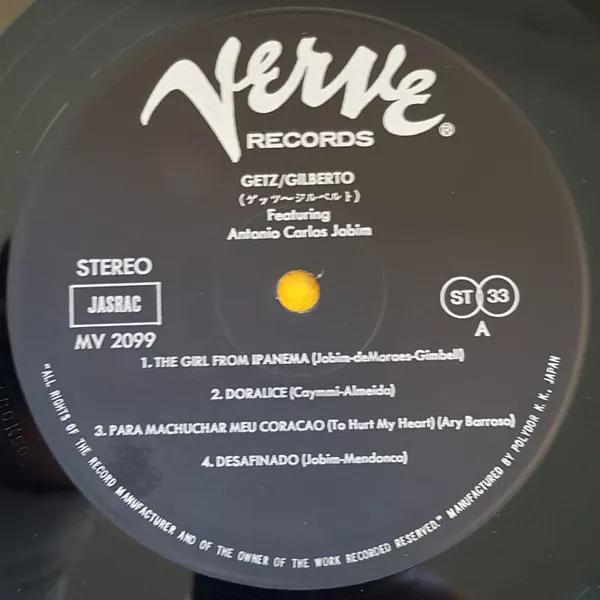 Verve
RECORDS ®
GETZ/GILBERTO
(ゲッツ〜ジルベルト)
Featuring
Antonio Carlos Jobim
STEREO
JASRAC
MV 2099
ST 33
A
1. THE GIRL FROM IPANEMA (Jobim-deMoraes-Gimbell)
2. DORALICE (Caymmi-Almeida)
3. PARA MACHUCHAR MEU CORACAO (To Hurt My Heart) (Ary Barroso)
4. DESAFINADO (Jobim-Mendonca)
"ALL RIGHTS OF THE RECORD MANUFACTURER AND OF THE OWNER OF THE WORK RECORDED RESERVED." MANUFACTURED BY POLYDOR K. K., JAPAN